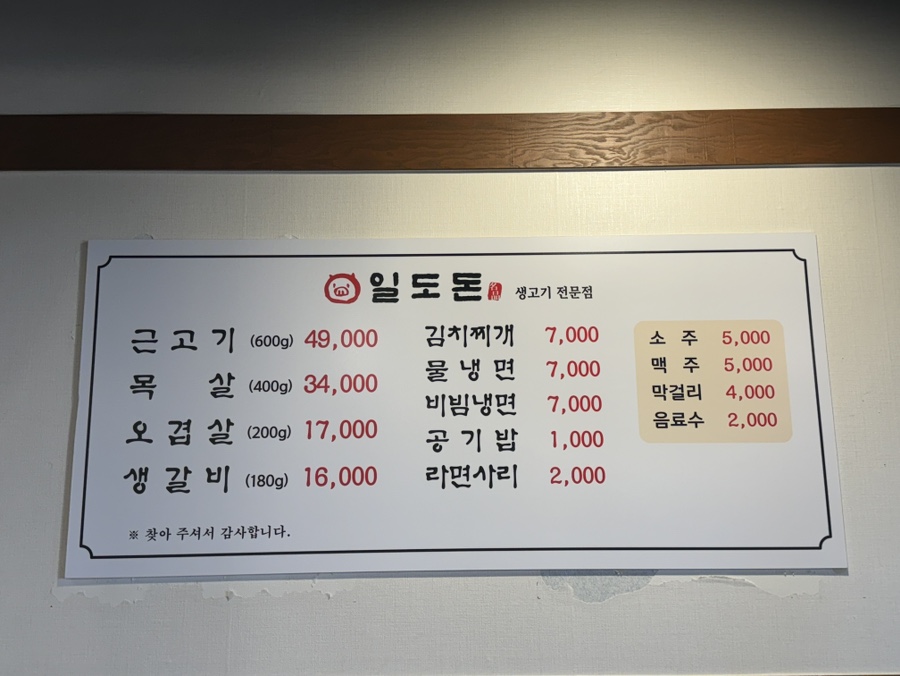 일도돈 생고기 전문점
근고기 (600g) 49,000
목살 (400g) 34,000
오겹살 (200g) 17,000
생갈비 (180g) 16,000
김치찌개 7,000
물냉면 7,000
비빔냉면 7,000
공기밥 1,000
라면사리 2,000
소주 5,000
맥주 5,000
막걸리 4,000
음료수 2,000
※ 찾아 주셔서 감사합니다.